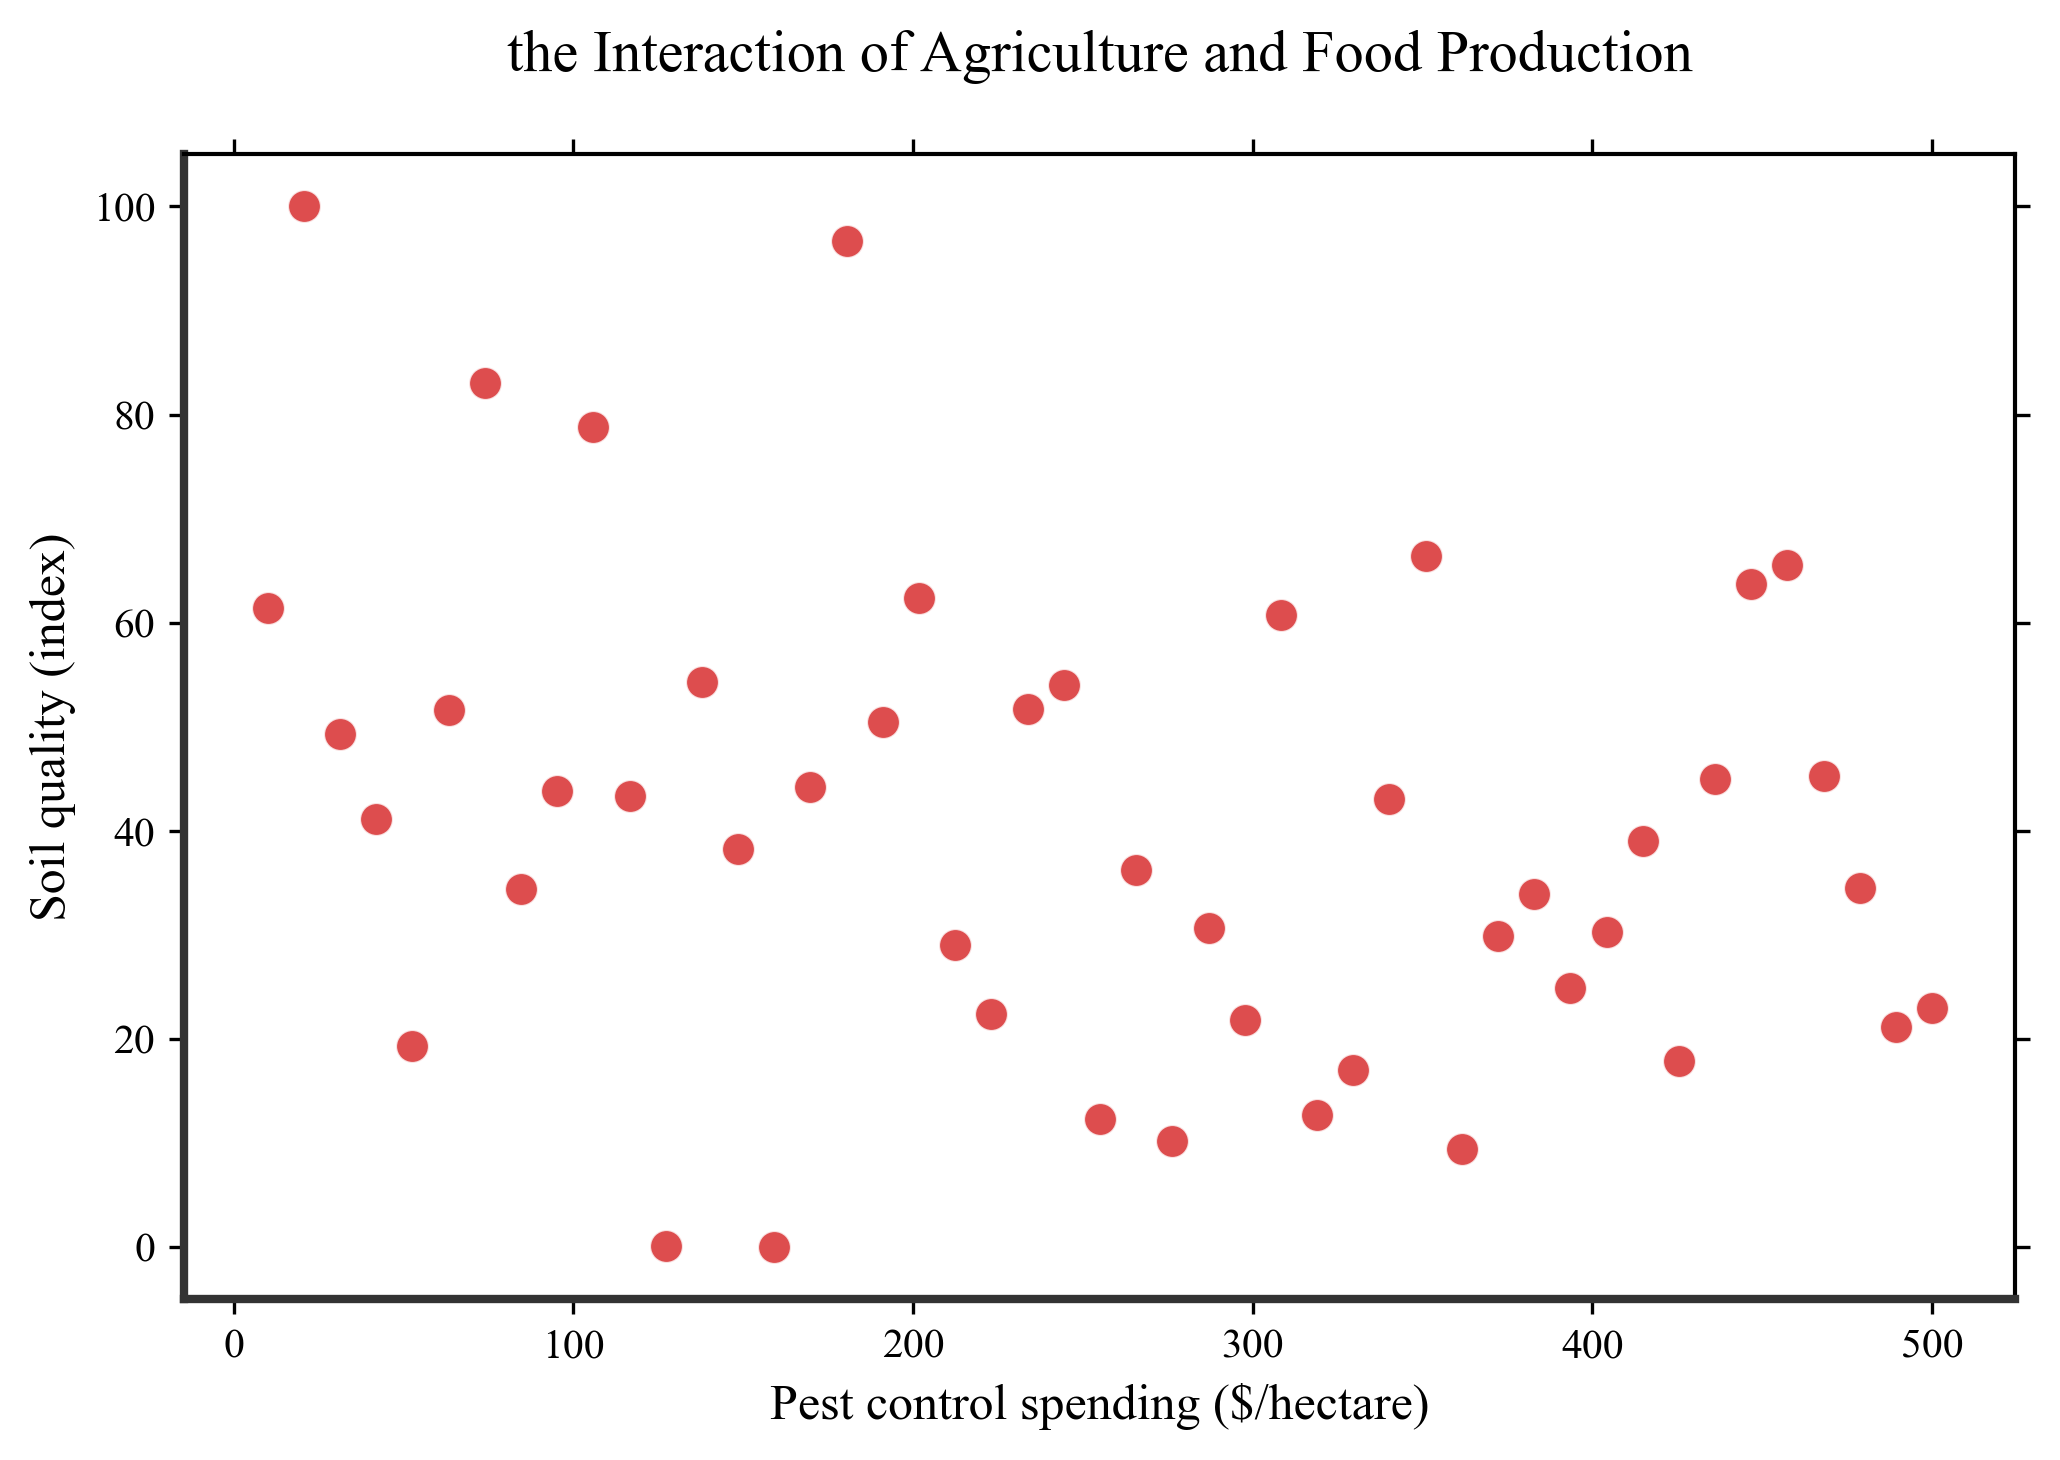 the Interaction of Agriculture and Food Production
100
80
60
40
20
0
Soil quality (index)
0 100 200 300 400 500
Pest control spending ($/hectare)